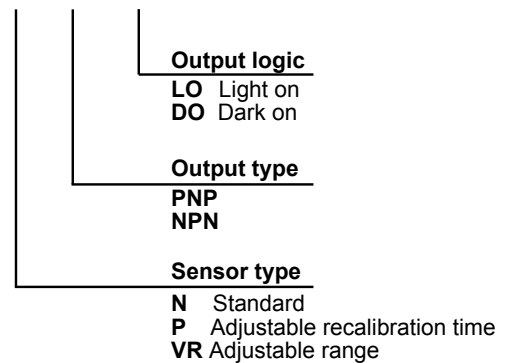 Output logic
LO Light on
DO Dark on
Output type
PNP
NPN
Sensor type
N Standard
P Adjustable recalibration time
VR Adjustable range